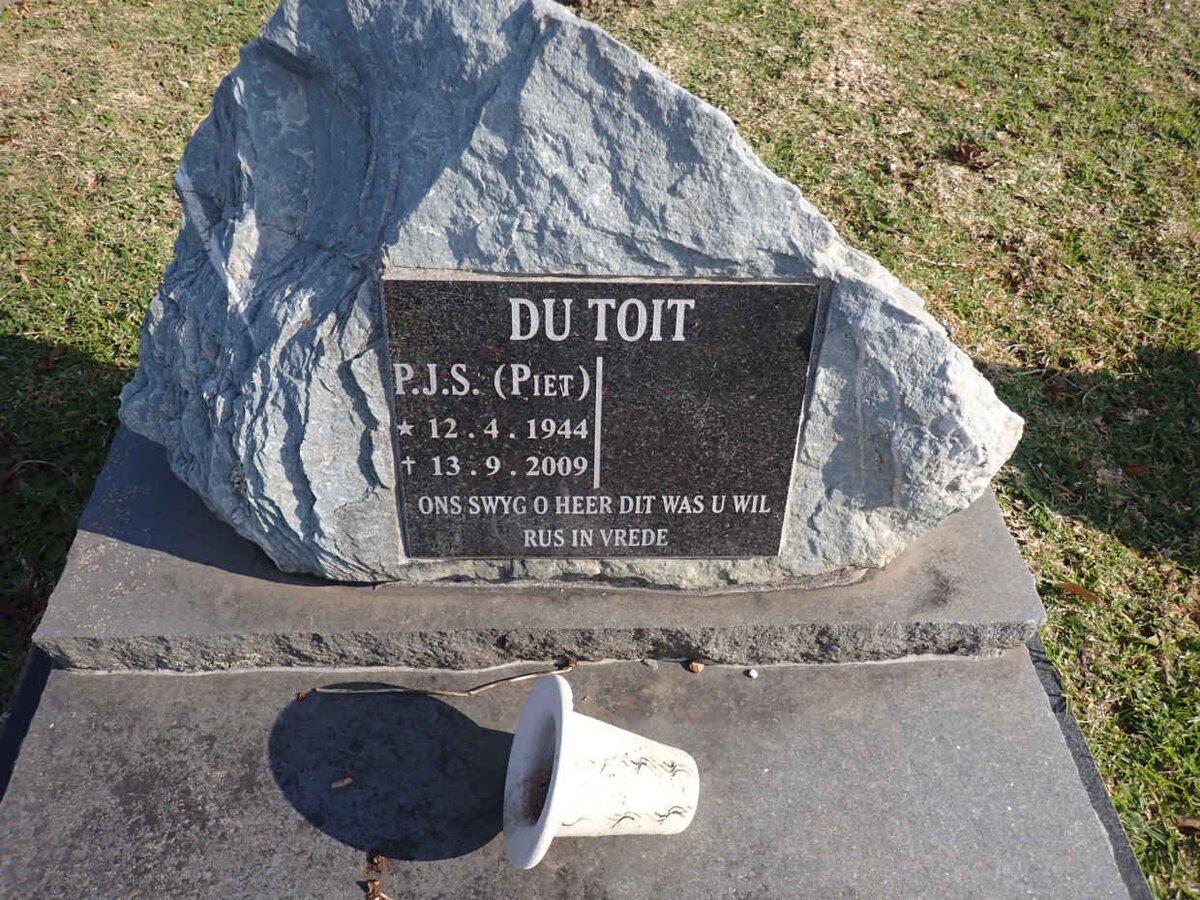 DU TOIT
P.J.S. (PIET)
★ 12 . 4 . 1944
† 13 . 9 . 2009
ONS SWYG O HEER DIT WAS U WIL
RUS IN VREDE